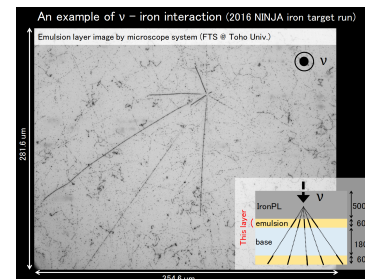 An example of ν – iron interaction (2016 NINJA iron target run)
Emulsion layer image by microscope system (FTS @ Toho Univ.)
ν
281.6 um
254.6 um
This layer
ν
IronPL
500
emulsion
60
base
180
60